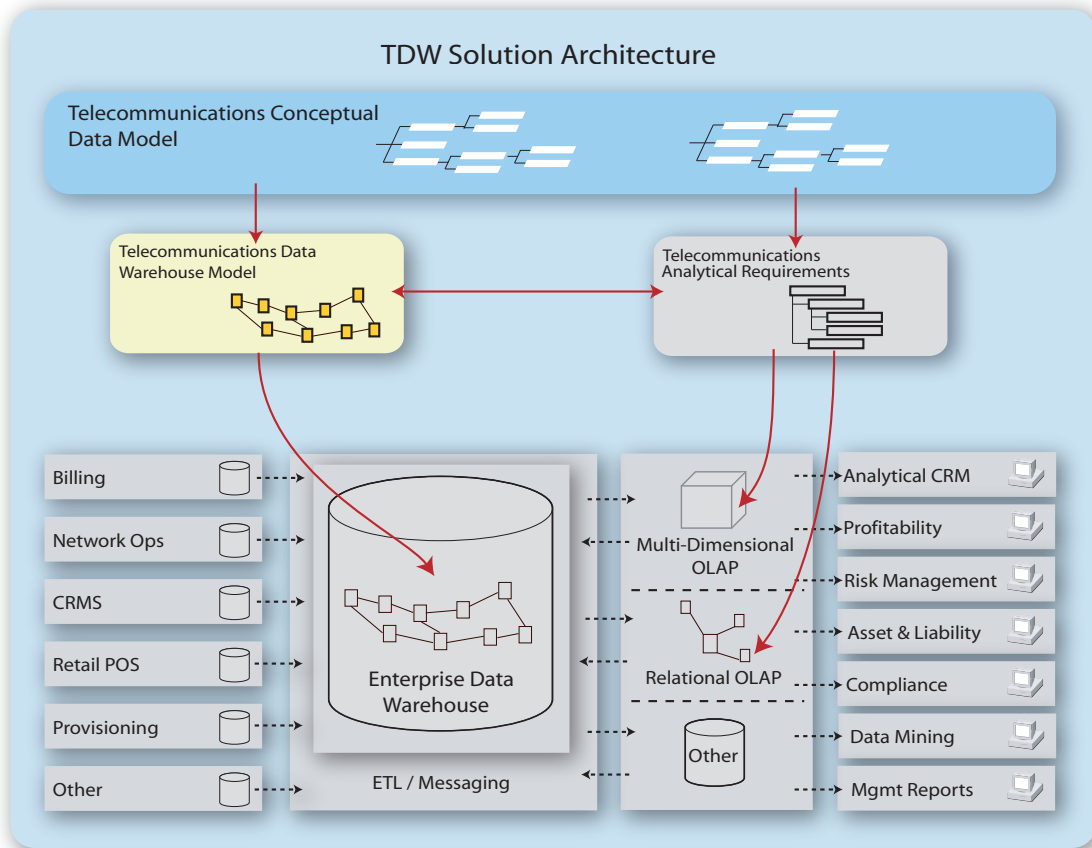 TDW Solution Architecture
Telecommunications Conceptual
Data Model
Telecommunications Data
Warehouse Model
Telecommunications
Analytical Requirements
Billing
Network Ops
CRMS
Retail POS
Provisioning
Other
Enterprise Data
Warehouse
ETL / Messaging
Multi-Dimensional
OLAP
Relational OLAP
Other
Analytical CRM
Profitability
Risk Management
Asset & Liability
Compliance
Data Mining
Mgmt Reports